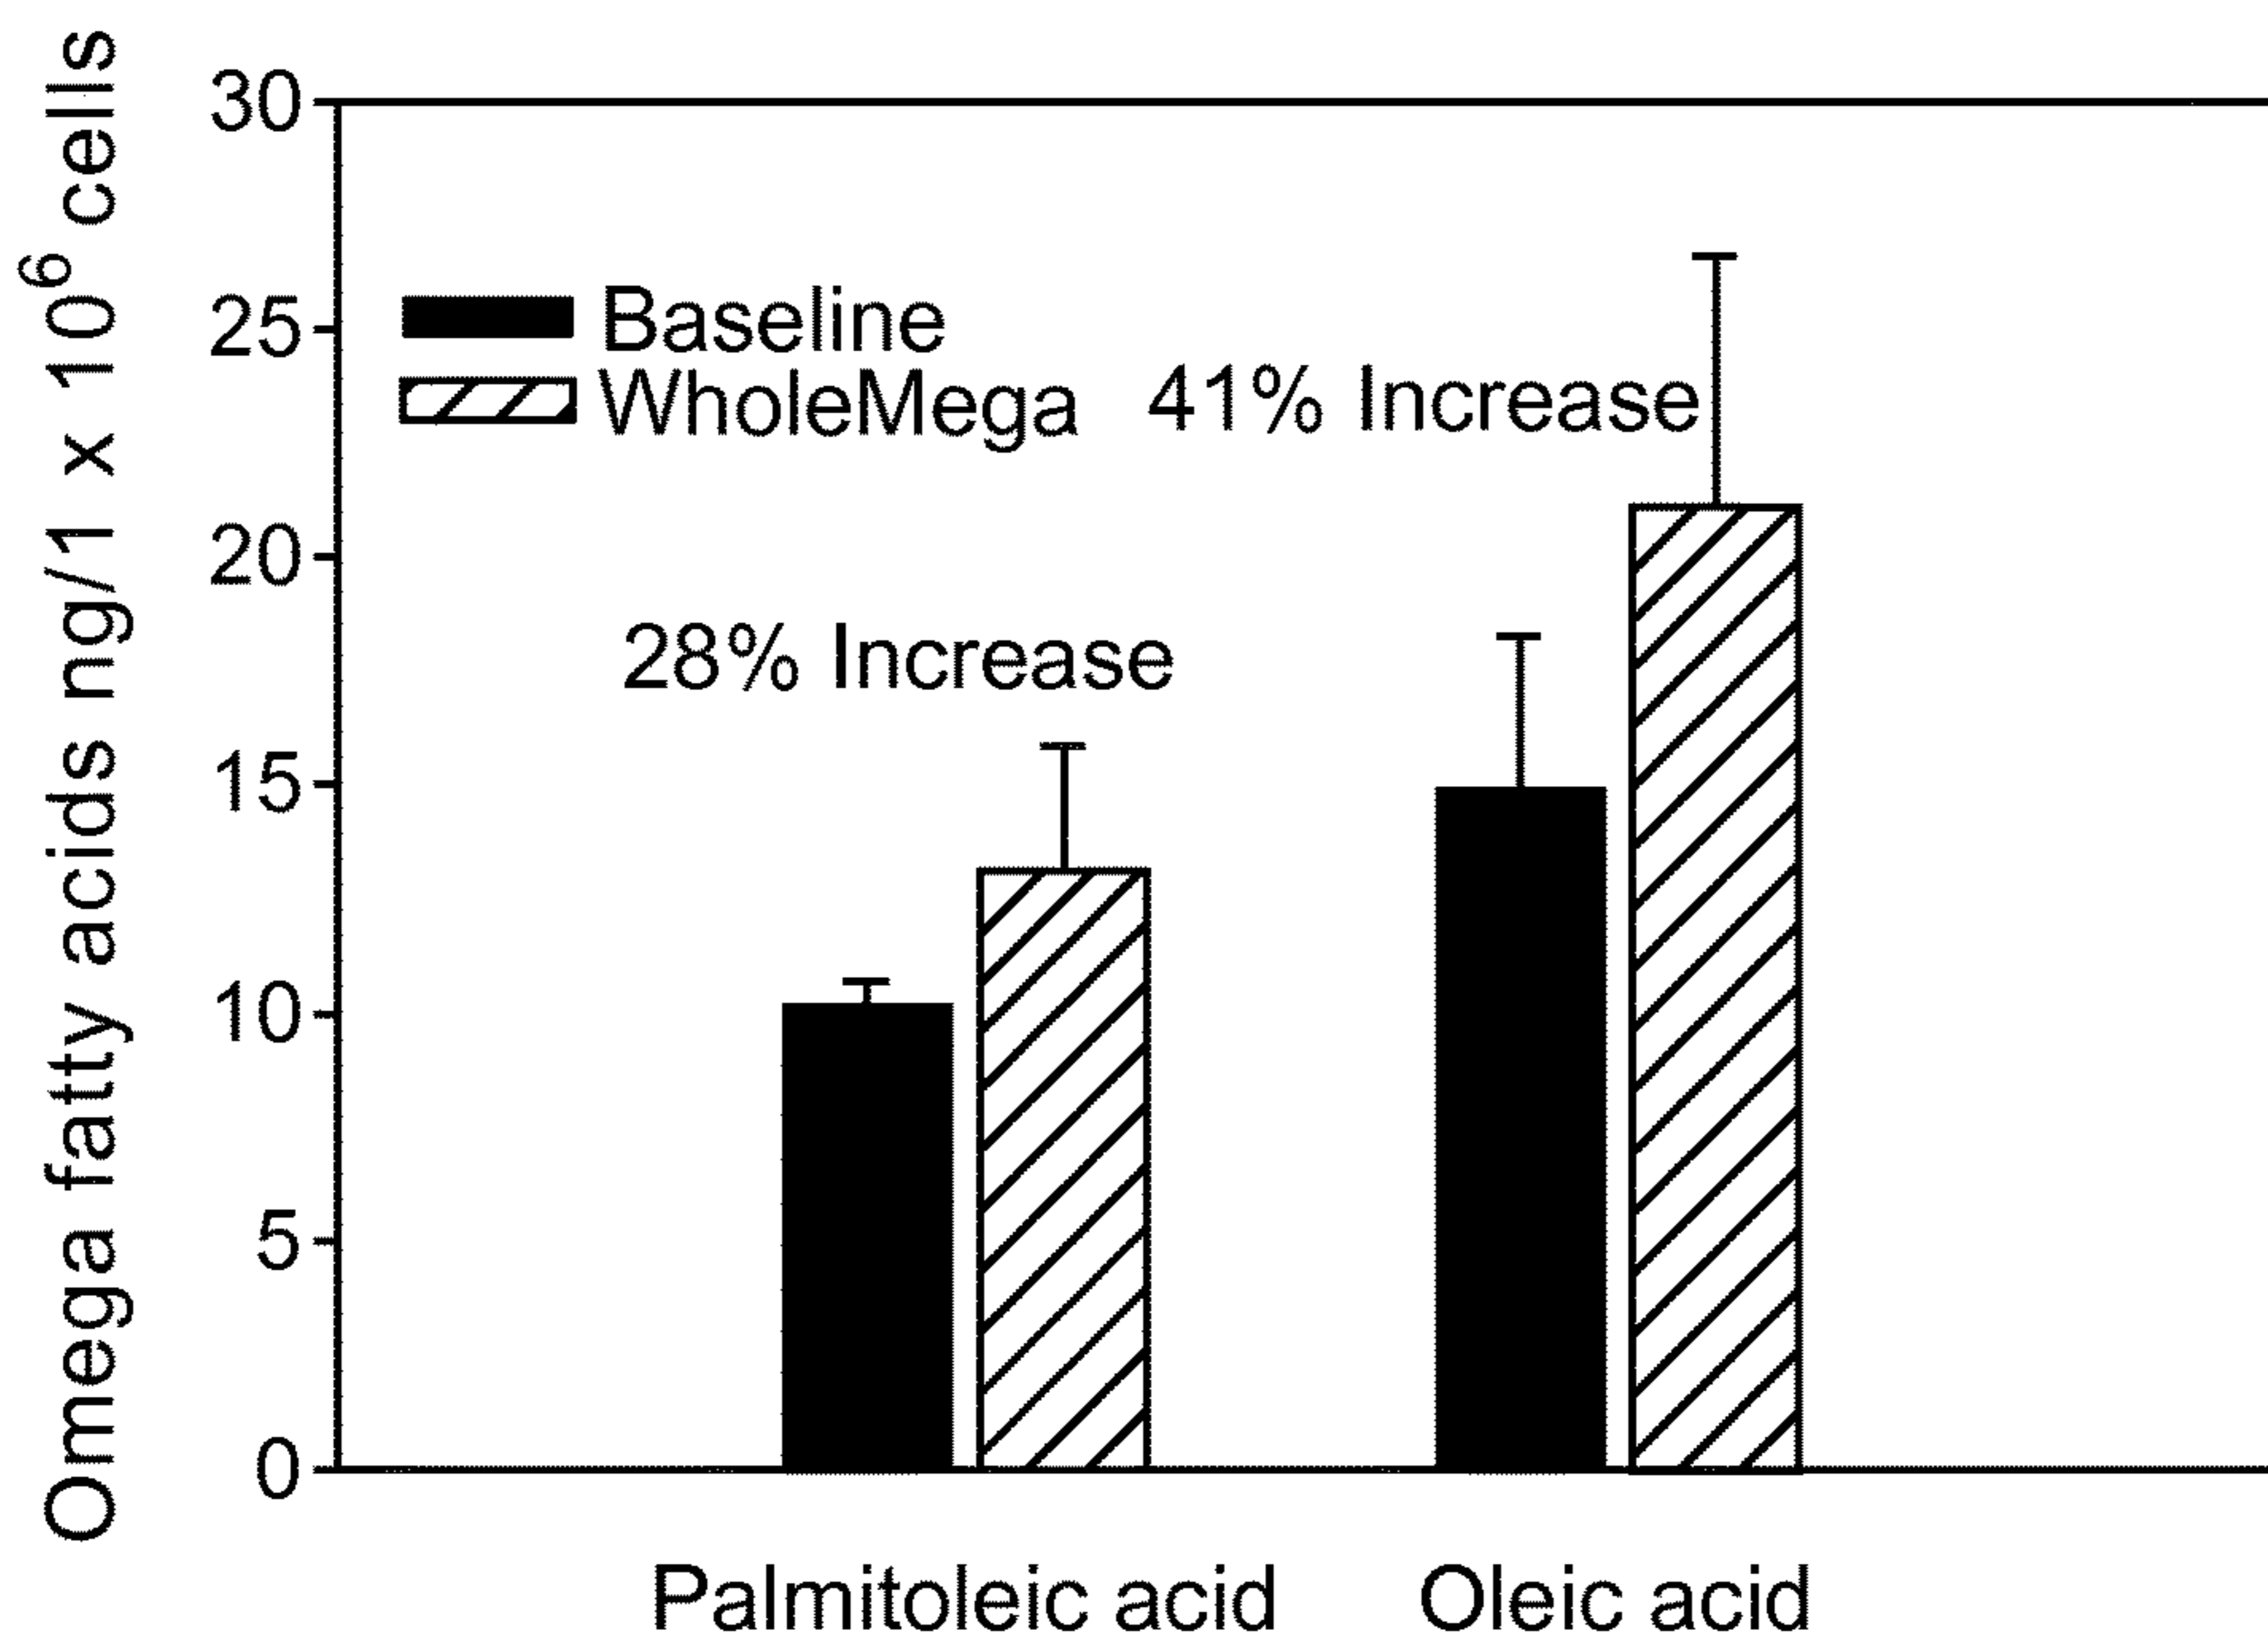 Omega fatty acids ng/1 x 10⁶ cells
30
25
20
15
10
5
0
Baseline
WholeMega
41% Increase
28% Increase
Palmitoleic acid
Oleic acid